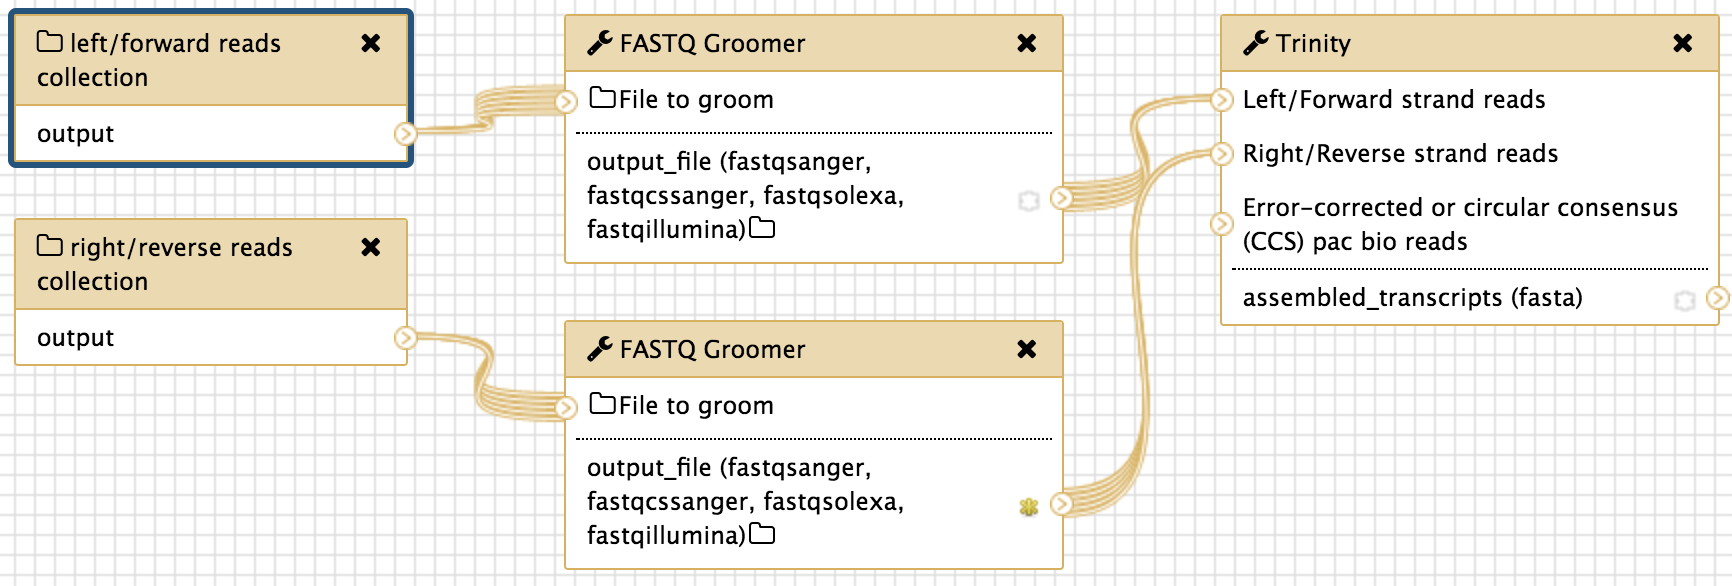 left/forward reads
collection
output
right/reverse reads
collection
output
FASTQ Groomer
File to groom
output_file (fastqsanger,
fastqcssanger, fastqsolexa,
fastqillumina)
FASTQ Groomer
File to groom
output_file (fastqsanger,
fastqcssanger, fastqsolexa,
fastqillumina)
Trinity
Left/Forward strand reads
Right/Reverse strand reads
Error-corrected or circular consensus
(CCS) pac bio reads
assembled_transcripts (fasta)